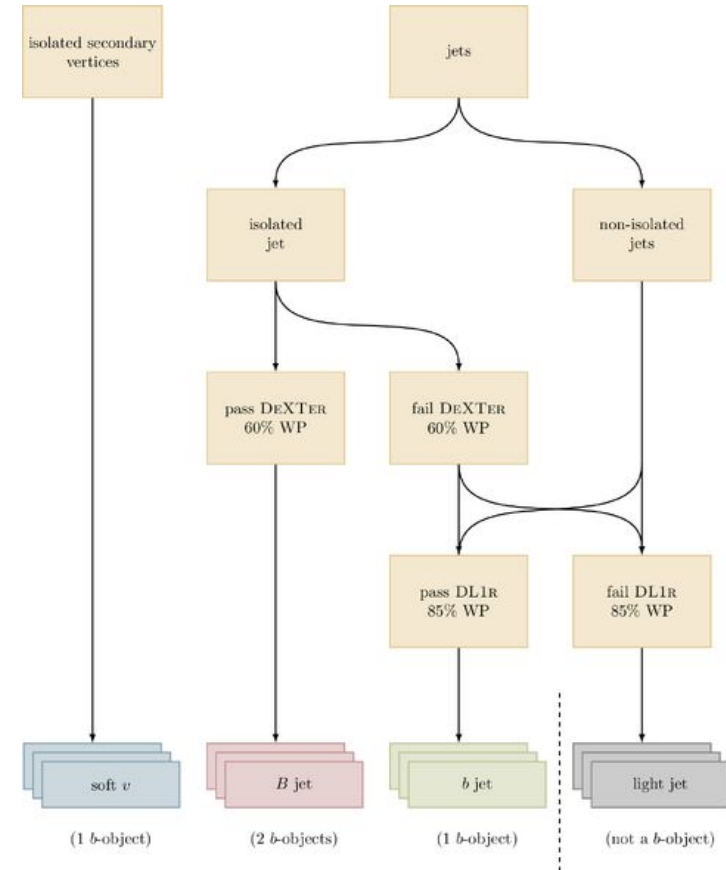 isolated secondary
vertices
jets
isolated
jet
non-isolated
jets
pass DEXTER
60% WP
fail DEXTER
60% WP
pass DL1R
85% WP
fail DL1R
85% WP
soft v
B jet
b jet
light jet
(1 b-object)
(2 b-objects)
(1 b-object)
(not a b-object)